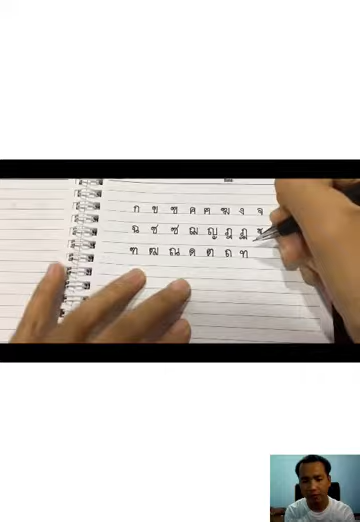 ก ข ฃ ค ฅ ฆ ง จ
ฉ ช ซ ฌ ญ ฎ ฏ
ฑ ฒ ณ ด ต ถ ท